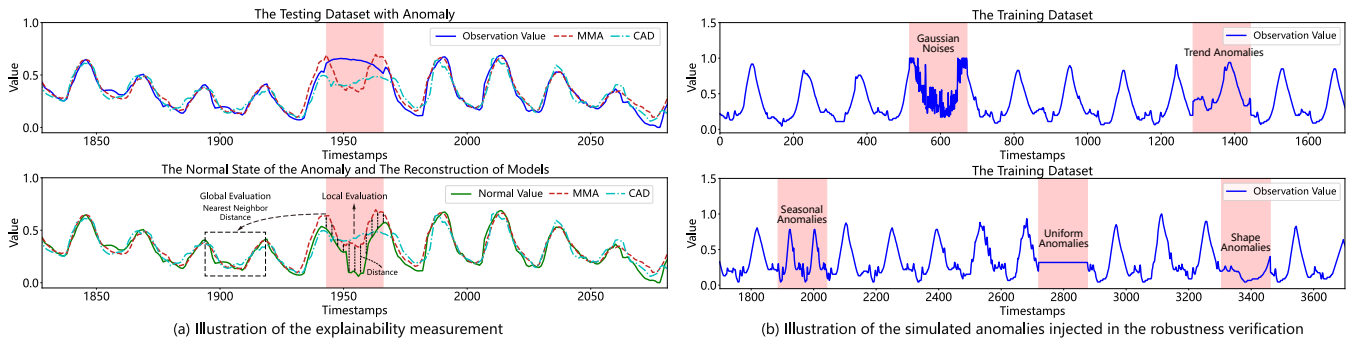 The Testing Dataset with Anomaly
Observation Value MMA CAD
Value
1.0
0.5
0.0
1850 1900 1950 2000 2050
Timestamps
The Normal State of the Anomaly and The Reconstruction of Models
Normal Value MMA CAD
Global Evaluation
Nearest Neighbor
Distance
Local Evaluation
Distance
Value
1.0
0.5
0.0
1850 1900 1950 2000 2050
Timestamps
(a) Illustration of the explainability measurement
The Training Dataset
Observation Value
Gaussian
Noises
Trend Anomalies
Value
1.5
1.0
0.5
0.0
0 200 400 600 800 1000 1200 1400 1600
Timestamps
The Training Dataset
Observation Value
Seasonal
Anomalies
Uniform
Anomalies
Shape
Anomalies
Value
1.5
1.0
0.5
0.0
1800 2000 2200 2400 2600 2800 3000 3200 3400 3600
Timestamps
(b) Illustration of the simulated anomalies injected in the robustness verification